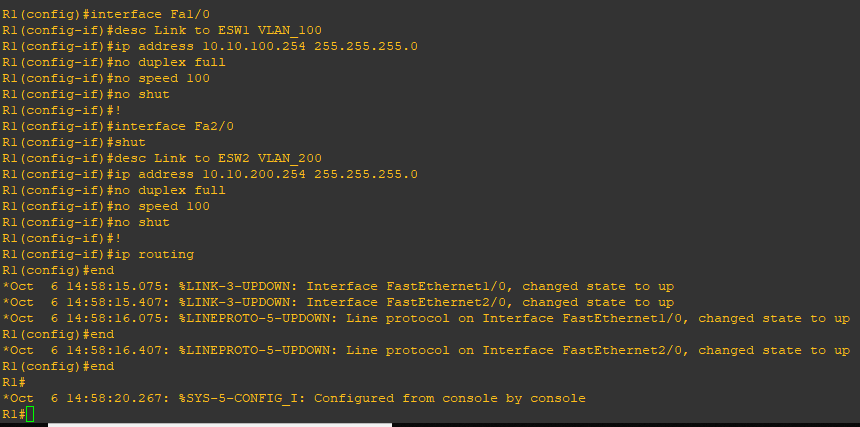 R1(config)#interface Fa1/0
R1(config-if)#desc Link to ESW1 VLAN_100
R1(config-if)#ip address 10.10.100.254 255.255.255.0
R1(config-if)#no duplex full
R1(config-if)#no speed 100
R1(config-if)#no shut
R1(config-if)#!
R1(config-if)#interface Fa2/0
R1(config-if)#shut
R1(config-if)#desc Link to ESW2 VLAN_200
R1(config-if)#ip address 10.10.200.254 255.255.255.0
R1(config-if)#no duplex full
R1(config-if)#no speed 100
R1(config-if)#no shut
R1(config-if)#!
R1(config-if)#ip routing
R1(config)#end
*Oct  6 14:58:15.075: %LINK-3-UPDOWN: Interface FastEthernet1/0, changed state to up
*Oct  6 14:58:15.407: %LINK-3-UPDOWN: Interface FastEthernet2/0, changed state to up
*Oct  6 14:58:16.075: %LINEPROTO-5-UPDOWN: Line protocol on Interface FastEthernet1/0, changed state to up
R1(config)#end
*Oct  6 14:58:16.407: %LINEPROTO-5-UPDOWN: Line protocol on Interface FastEthernet2/0, changed state to up
R1(config)#end
R1#
*Oct  6 14:58:20.267: %SYS-5-CONFIG_I: Configured from console by console
R1#